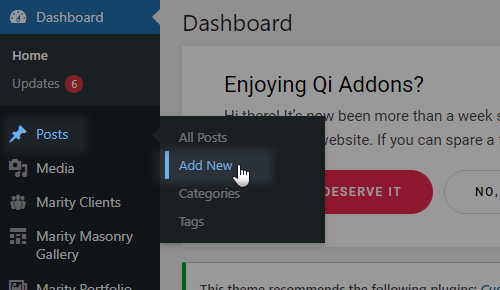 Dashboard
Dashboard
Home
Updates 6
Enjoying Qi Addons?
Hi there! It's now been more than a week s
website. If you can spare a
Posts
All Posts
Add New
Categories
Tags
DESERVE IT
NO,
Media
Marity Clients
Marity Masonry
Gallery
Marity Portfolio
This theme recommends the following plugins: